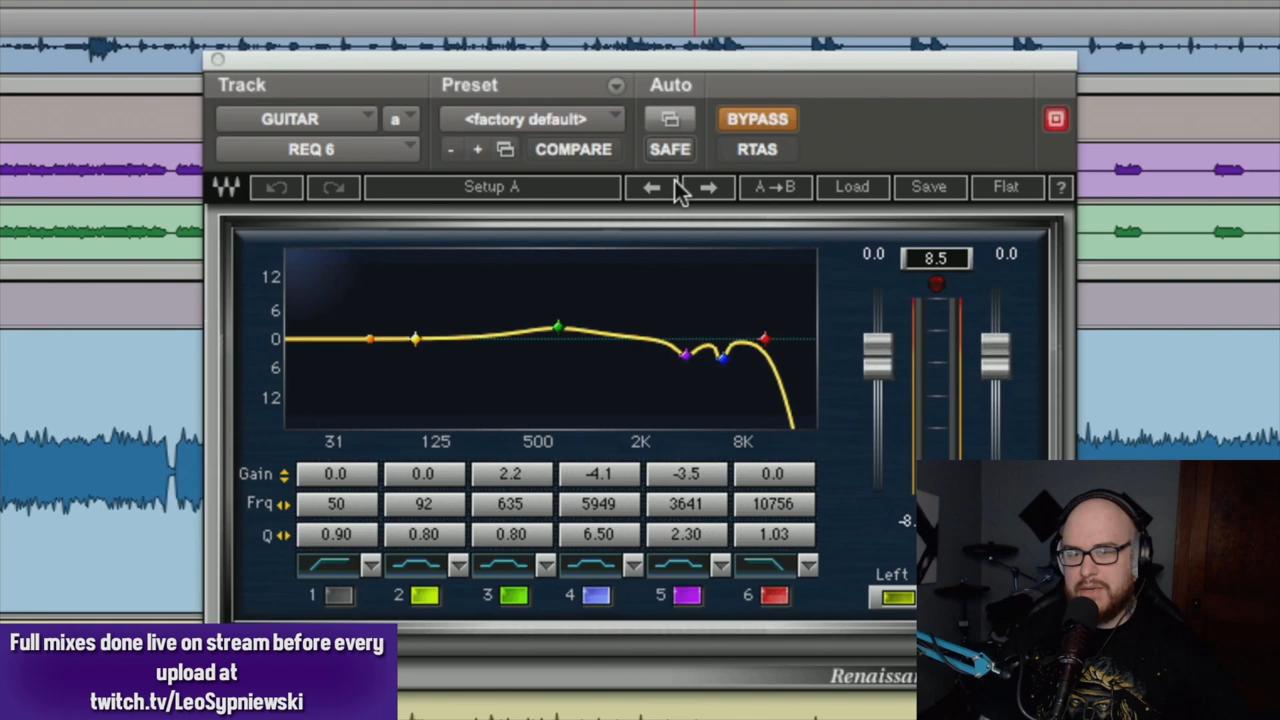 Track Preset Auto
GUITAR a <factory default> BYPASS
REQ 6 - + COMPARE SAFE RTAS
Setup A A→B Load Save Flat ?
0.0 8.5 0.0
12
6
0
6
12
31 125 500 2K 8K
Gain 0.0 0.0 2.2 -4.1 -3.5 0.0
Frq 50 92 635 5949 3641 10756
Q 0.90 0.80 0.80 6.50 2.30 1.03
-8.
Left
1 2 3 4 5 6
Full mixes done live on stream before every
upload at
twitch.tv/LeoSypniewski